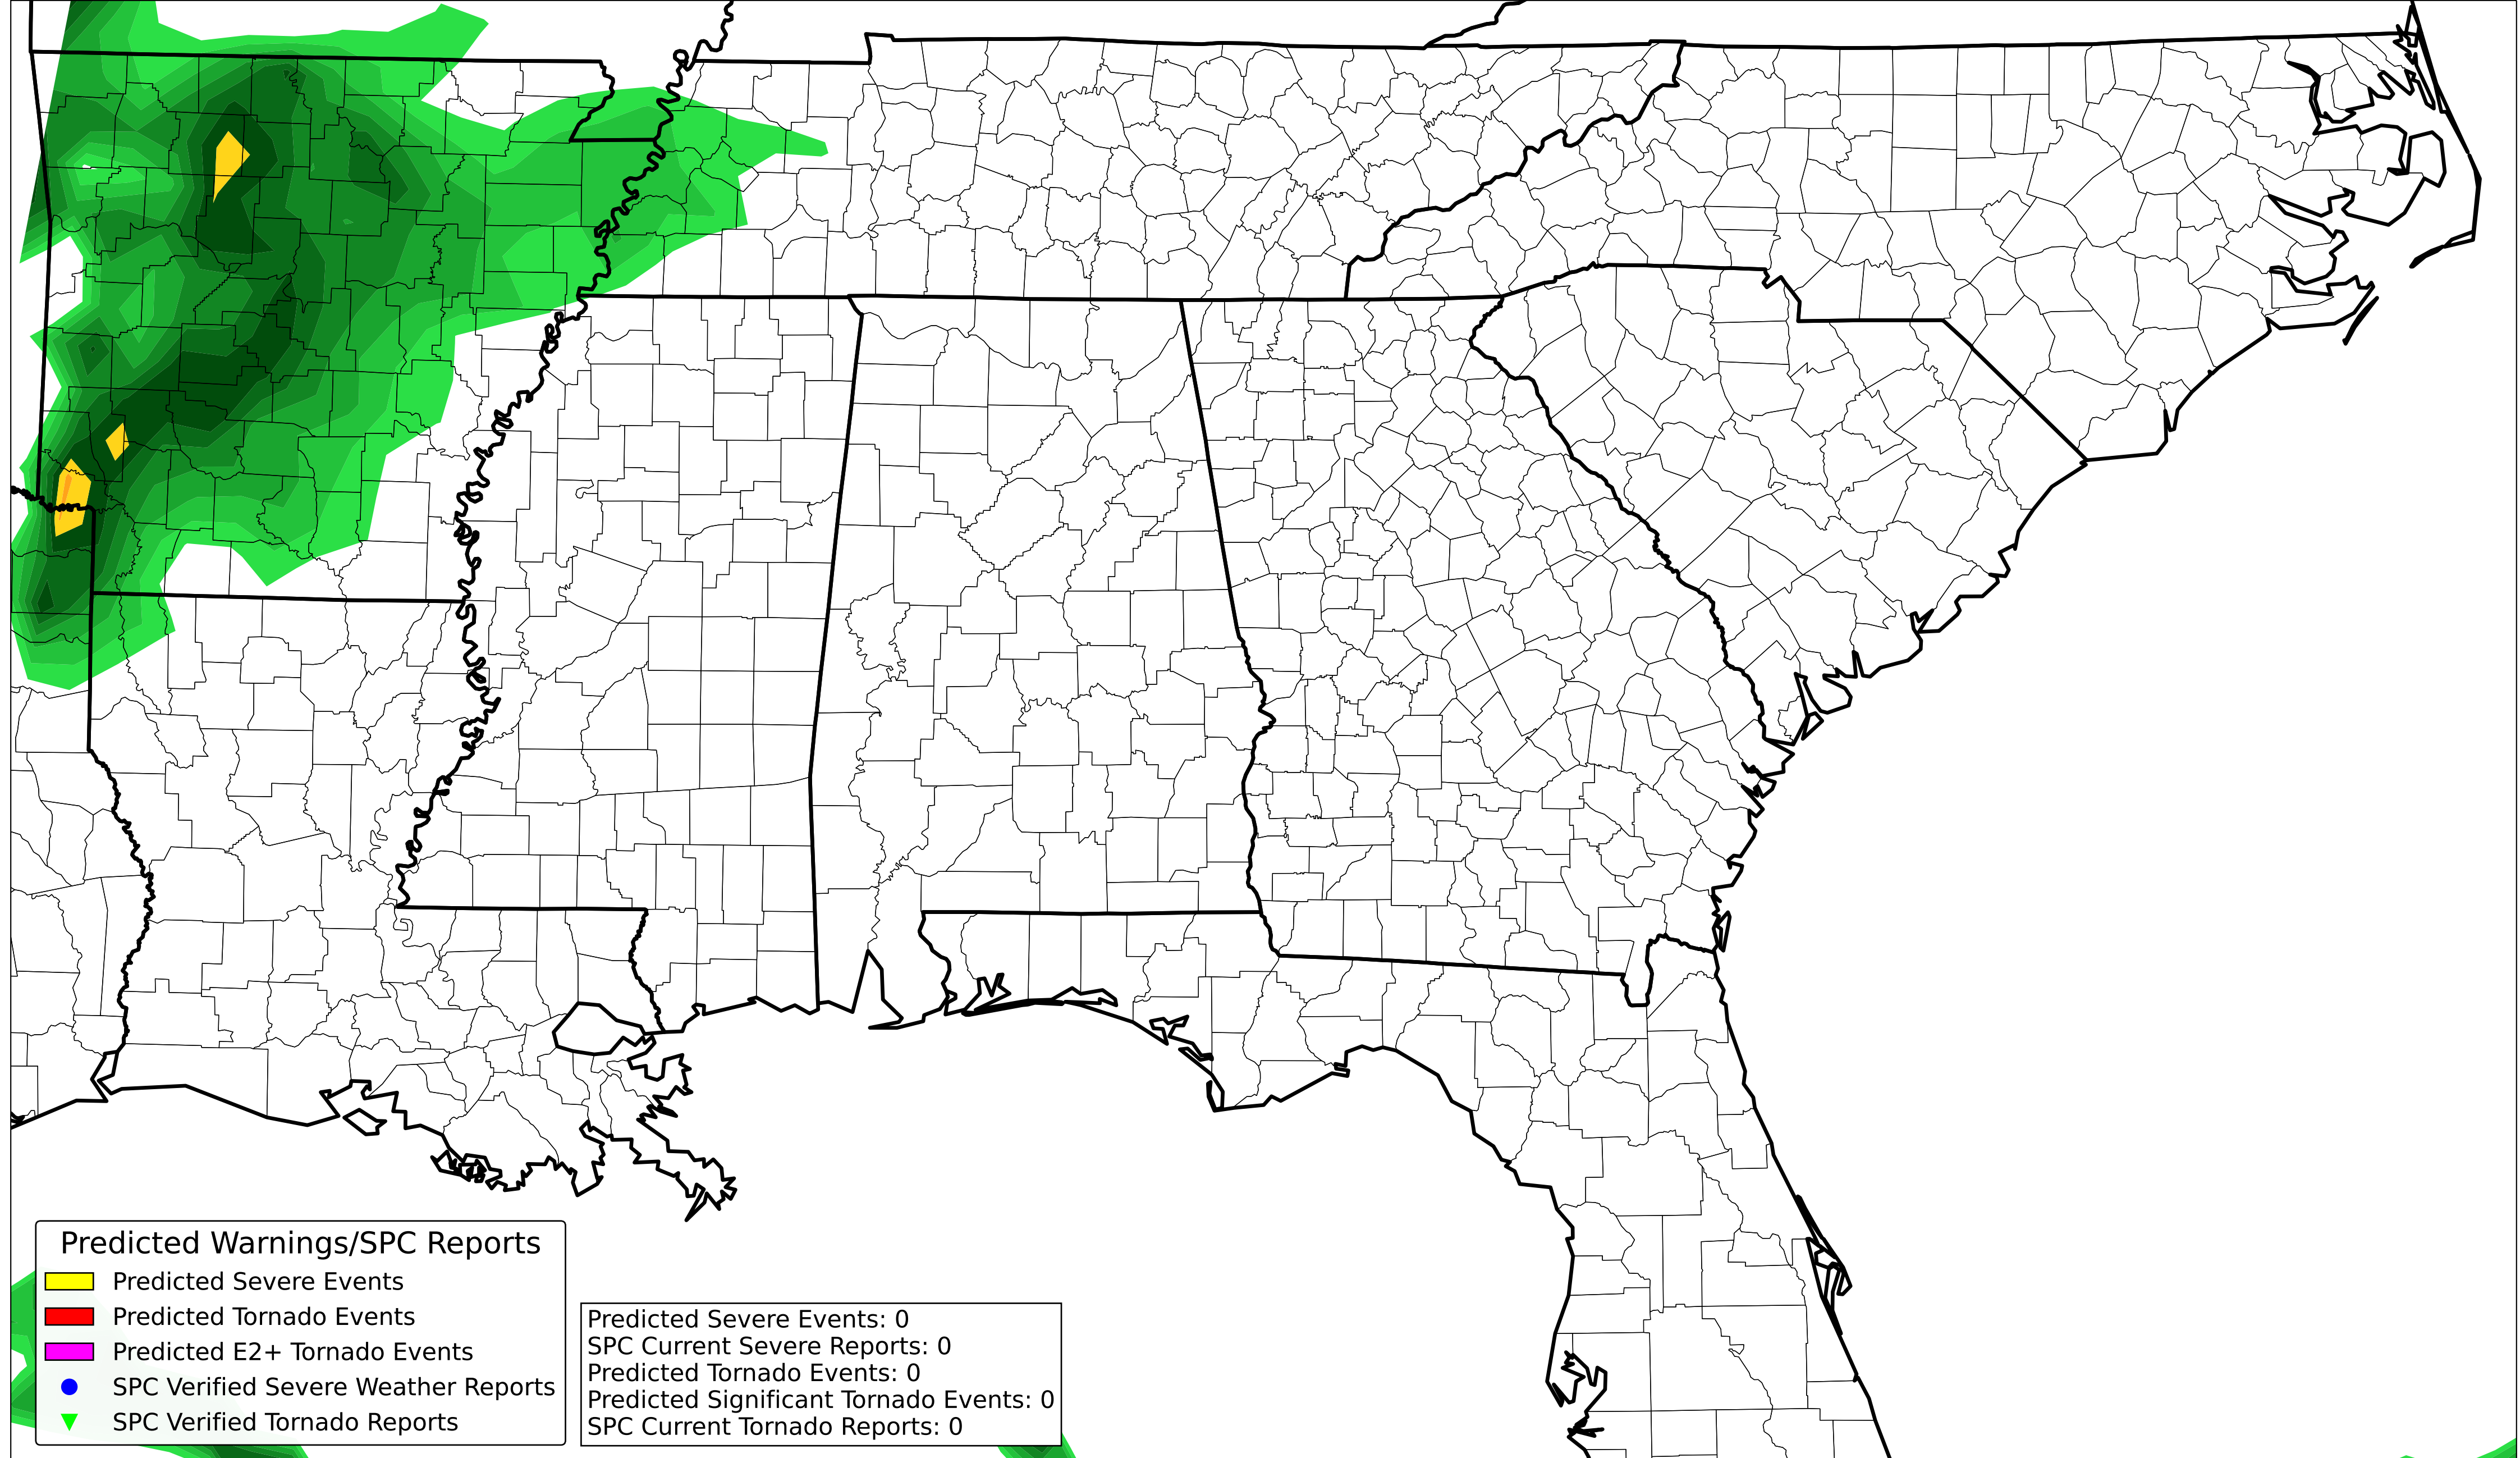 Predicted Warnings/SPC Reports
Predicted Severe Events
Predicted Tornado Events
Predicted E2+ Tornado Events
SPC Verified Severe Weather Reports
SPC Verified Tornado Reports
Predicted Severe Events: 0
SPC Current Severe Reports: 0
Predicted Tornado Events: 0
Predicted Significant Tornado Events: 0
SPC Current Tornado Reports: 0